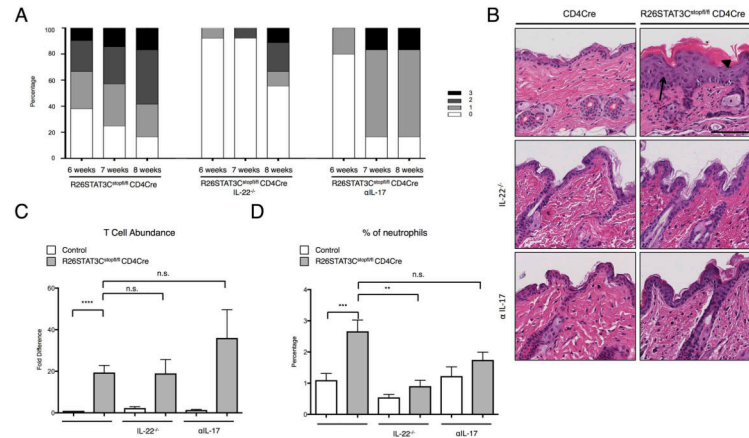 A
Percentage
100
80
60
40
20
0
3
2
1
0
6 weeks 7 weeks 8 weeks
R26STAT3Cstopfl/fl CD4Cre
6 weeks 7 weeks 8 weeks
R26STAT3Cstopfl/fl CD4Cre
IL-22-/-
6 weeks 7 weeks 8 weeks
R26STAT3Cstopfl/fl CD4Cre
αIL-17
B
CD4Cre
R26STAT3Cstopfl/fl CD4Cre
IL-22-/-
α IL-17
C
T Cell Abundance
Control
R26STAT3Cstopfl/fl CD4Cre
n.s.
n.s.
****
Fold Difference
60
40
20
0
IL-22-/-
αIL-17
D
% of neutrophils
Control
R26STAT3Cstopfl/fl CD4Cre
n.s.
**
***
Percentage
4
3
2
1
0
IL-22-/-
αIL-17